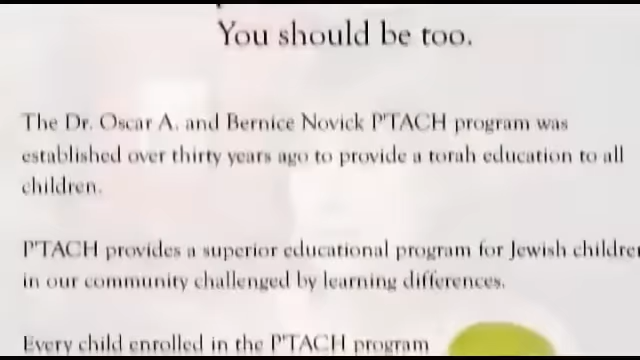 You should be too.
The Dr. Oscar A. and Bernice Novick P'TACH program was
established over thirty years ago to provide a torah education to all
children.
P'TACH provides a superior educational program for Jewish childre
in our community challenged by learning differences.
Every child enrolled in the P'TACH program